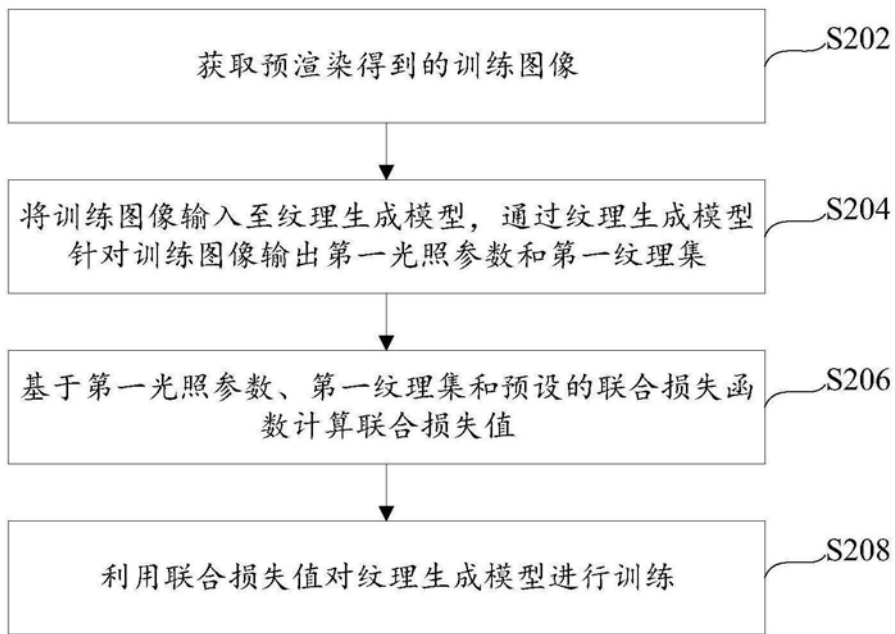 获取预渲染得到的训练图像
S202
将训练图像输入至纹理生成模型，通过纹理生成模型
针对训练图像输出第一光照参数和第一纹理集
S204
基于第一光照参数、第一纹理集和预设的联合损失函
数计算联合损失值
S206
利用联合损失值对纹理生成模型进行训练
S208